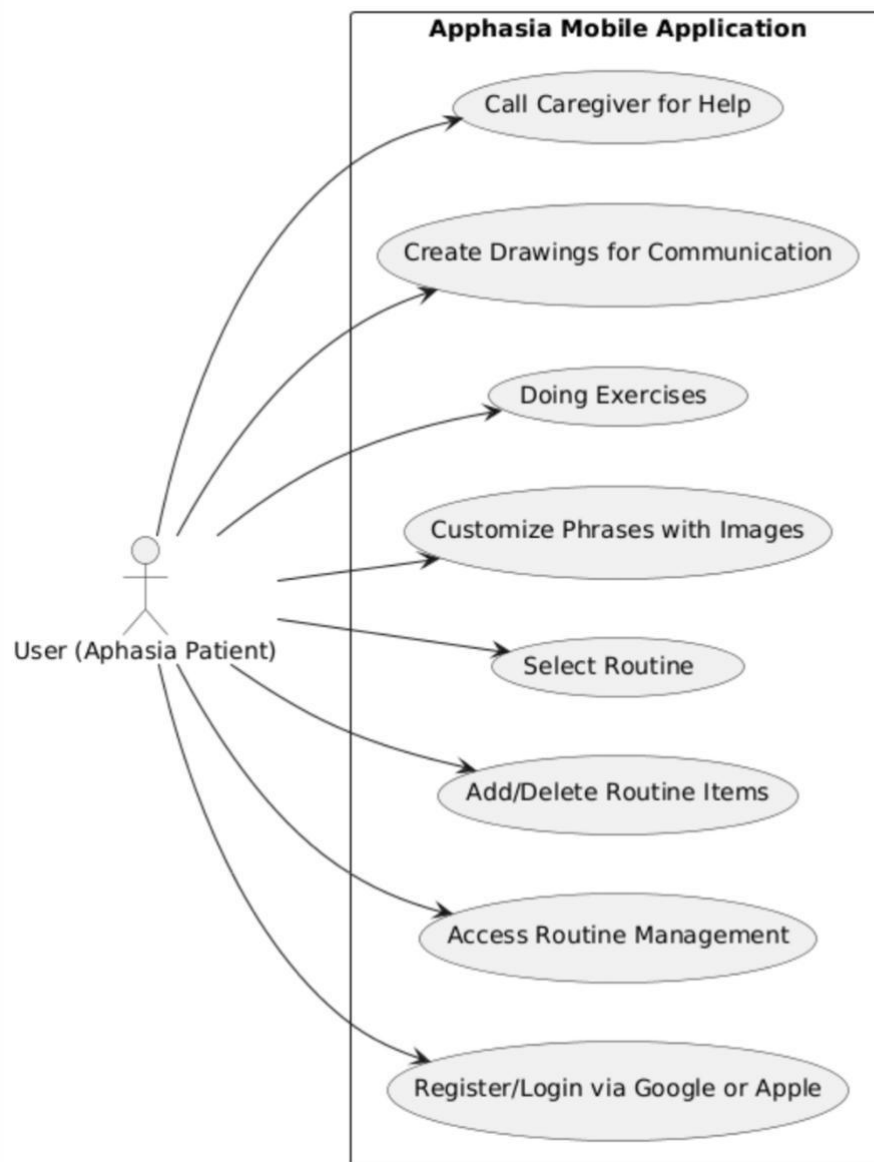 Apphasia Mobile Application
Call Caregiver for Help
Create Drawings for Communication
Doing Exercises
Customize Phrases with Images
User (Aphasia Patient)
Select Routine
Add/Delete Routine Items
Access Routine Management
Register/Login via Google or Apple